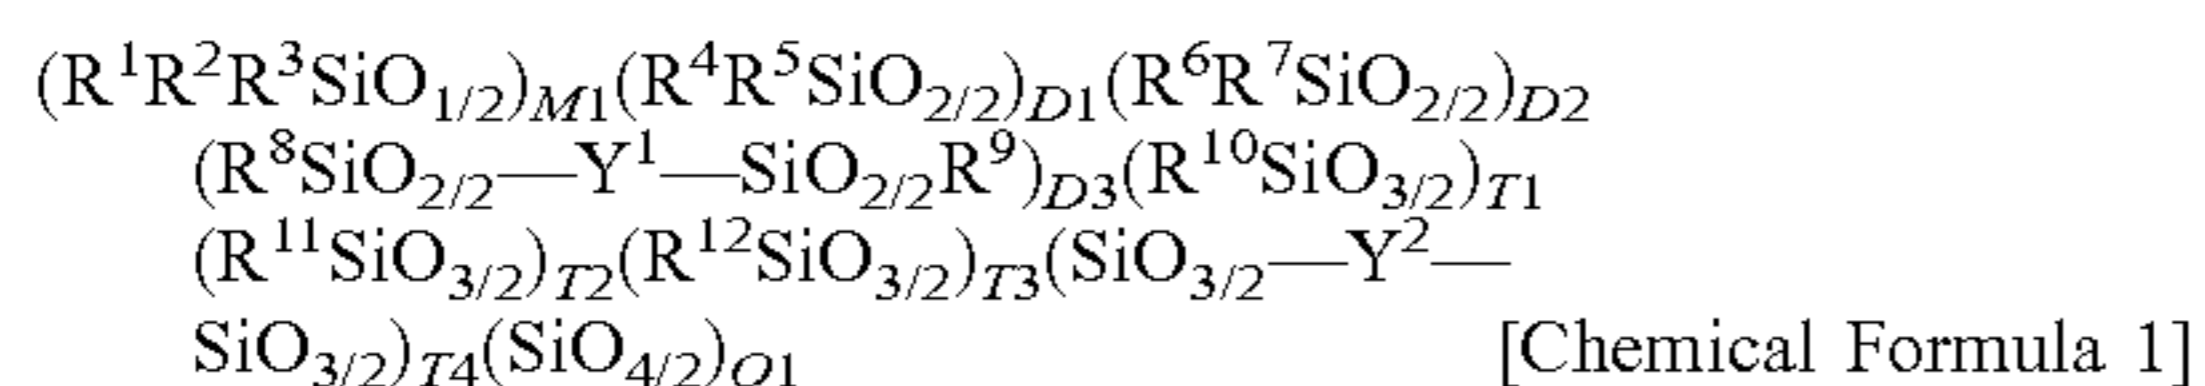 (R¹R²R³SiO₁/₂)M1(R⁴R⁵SiO₂/₂)D1(R⁶R⁷SiO₂/₂)D2
(R⁸SiO₂/₂—Y¹—SiO₂/₂R⁹)D3(R¹⁰SiO₃/₂)T1
(R¹¹SiO₃/₂)T2(R¹²SiO₃/₂)T3(SiO₃/₂—Y²—
SiO₃/₂)T4(SiO₄/₂)Q1 [Chemical Formula 1]